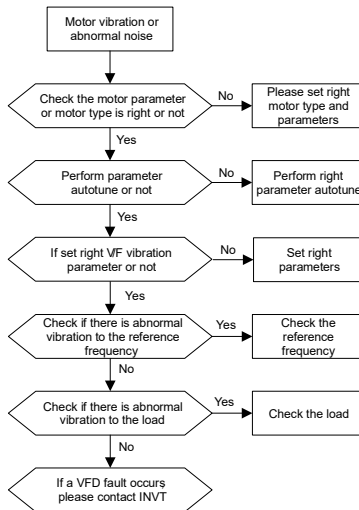 Motor vibration or
abnormal noise
Check the motor parameter
or motor type is right or not
No
Please set right
motor type and
parameters
Yes
Perform parameter
autotune or not
No
Perform right
parameter autotune
Yes
If set right V/F vibration
parameter or not
No
Set right
parameters
Yes
Check if there is abnormal
vibration to the reference
frequency
Yes
Check the
reference
frequency
No
Check if there is abnormal
vibration to the load
Yes
Check the load
No
If a VFD fault occurs,
please contact INVT